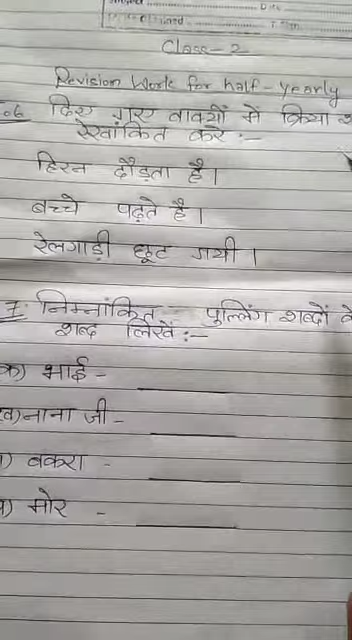 Date
Class-2
Revision Work for half-yearly
6 दिए गए वाक्यों में क्रिया
रेखांकित करे:-
हिरन दौड़ता है।
बच्चे पढ़ते है।
रेलगाड़ी छूट गयी।
7. निम्नांकित पुल्लिंग शब्दों के
शब्द लिखें:-
क) भाई -
ख) नाना जी -
) बकरा -
) मोर -